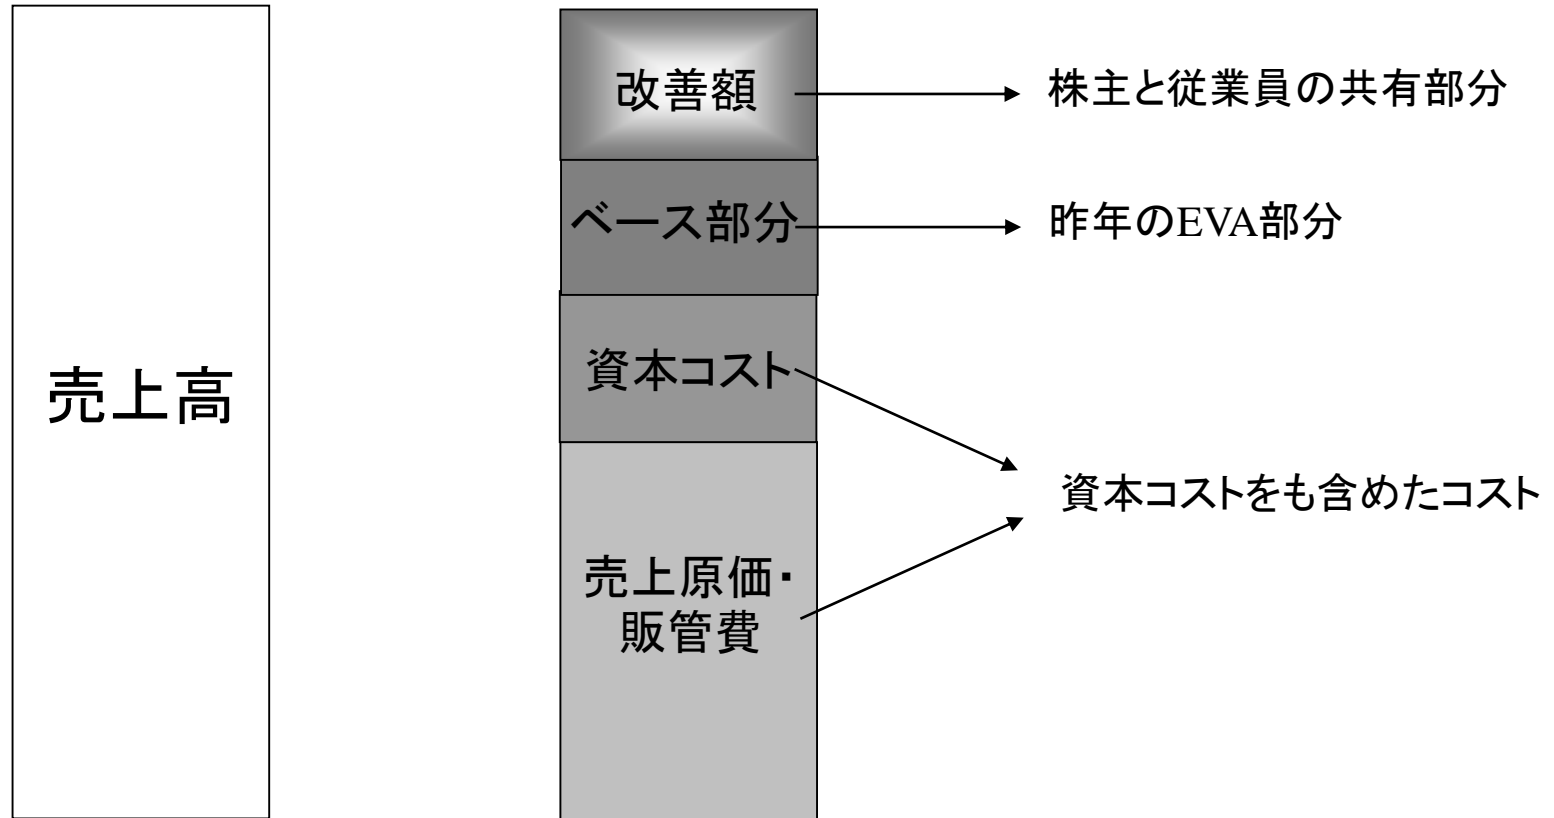 改善額
株主と従業員の共有部分
ベース部分
昨年のEVA部分
資本コスト
売上高
資本コストをも含めたコスト
売上原価・
販管費